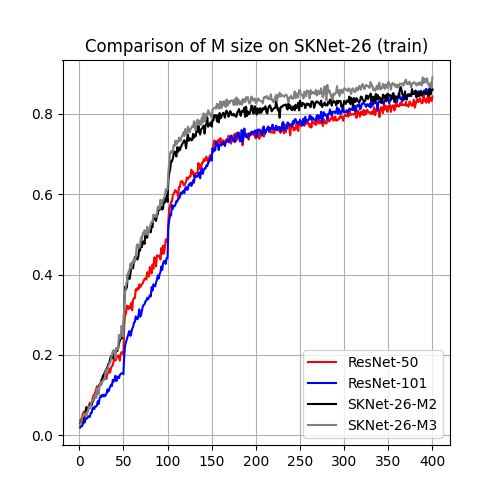 Comparison of M size on SKNet-26 (train)
0.8
0.6
0.4
0.2
0.0
0 50 100 150 200 250 300 350 400
ResNet-50
ResNet-101
SKNet-26-M2
SKNet-26-M3